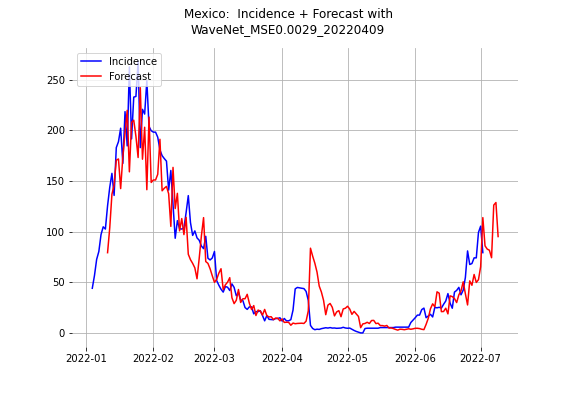 Mexico:  Incidence + Forecast with
WaveNet_MSE0.0029_20220409
Incidence
Forecast
250
200
150
100
50
0
2022-01 2022-02 2022-03 2022-04 2022-05 2022-06 2022-07